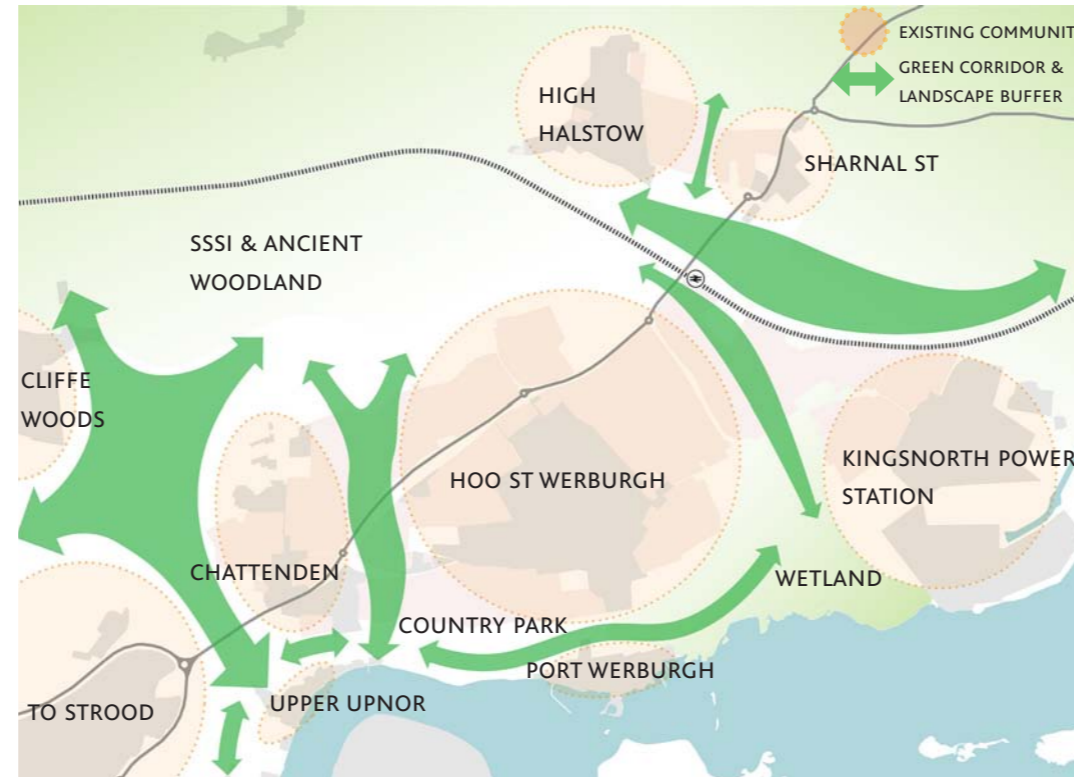 EXISTING COMMUNIT
GREEN CORRIDOR &
LANDSCAPE BUFFER
HIGH
HALSTOW
SHARNAL ST
SSSI & ANCIENT
WOODLAND
CLIFFE
WOODS
HOO ST WERBURGH
KINGSNORTH POWER
STATION
CHATTENDEN
WETLAND
COUNTRY PARK
PORT WERBURGH
UPPER UPNOR
TO STROOD